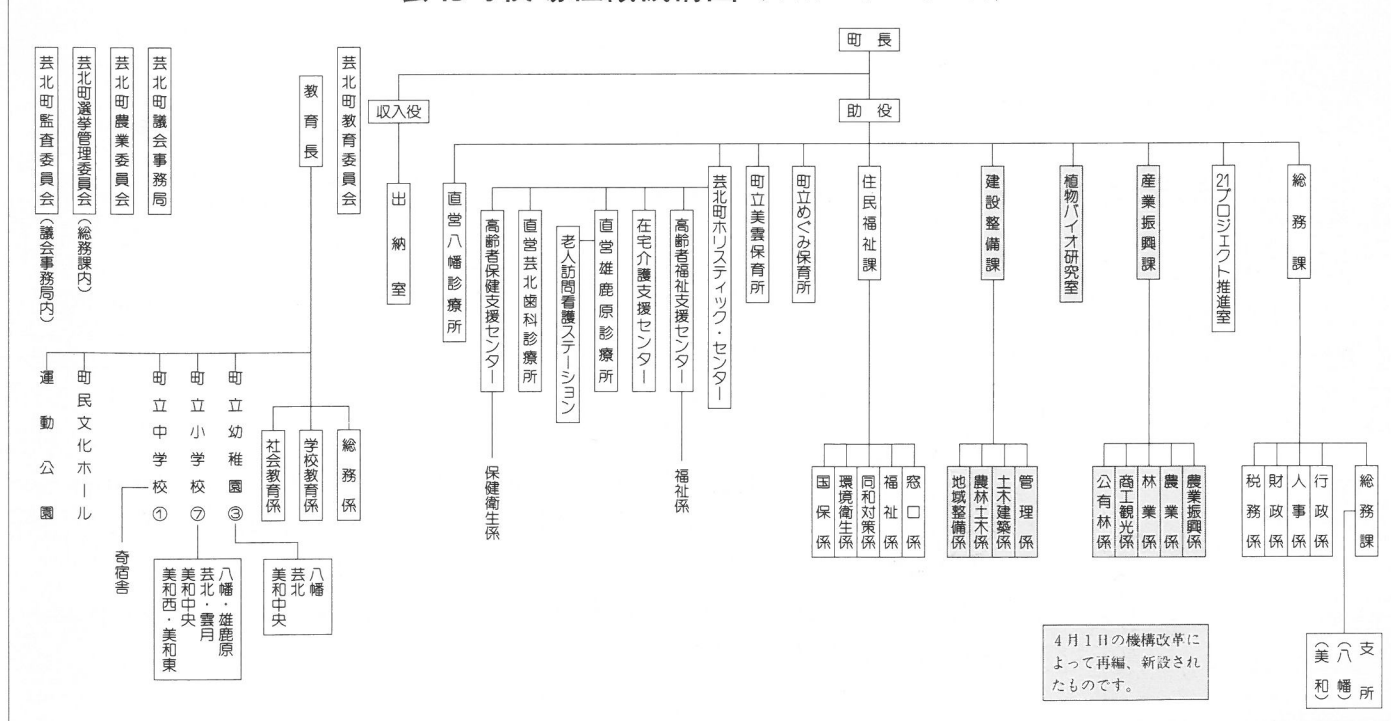 町長
助役
収入役
出納室
総務課
21プロジェクト推進室
産業振興課
植物バイオ研究室
建設整備課
住民福祉課
町立めぐみ保育所
町立美雲保育所
芸北町ホリスティック・センター
高齢者福祉支援センター
在宅介護支援センター
直営雄鹿原診療所
老人訪問看護ステーション
直営芸北歯科診療所
高齢者保健支援センター
直営八幡診療所
総務課
行政係
人事係
財政係
税務係
支所
(八幡)
(美和)
農業振興係
農業係
林業係
商工観光係
公有林係
管理係
土木建築係
農林土木係
地域整備係
窓口係
福祉係
同和対策係
環境衛生係
国保係
福祉係
保健衛生係
芸北町教育委員会
教育長
総務係
学校教育係
社会教育係
町立幼稚園③
八幡
芸北
美和中央
町立小学校⑦
八幡・雄鹿原
芸北・雲月
美和中央
美和西・美和東
町立中学校①
寄宿舎
町民文化ホール
運動公園
芸北町議会事務局
芸北町農業委員会
芸北町選挙管理委員会(総務課内)
芸北町監査委員会(議会事務局内)
4月1日の機構改革に
よって再編、新設され
たものです。